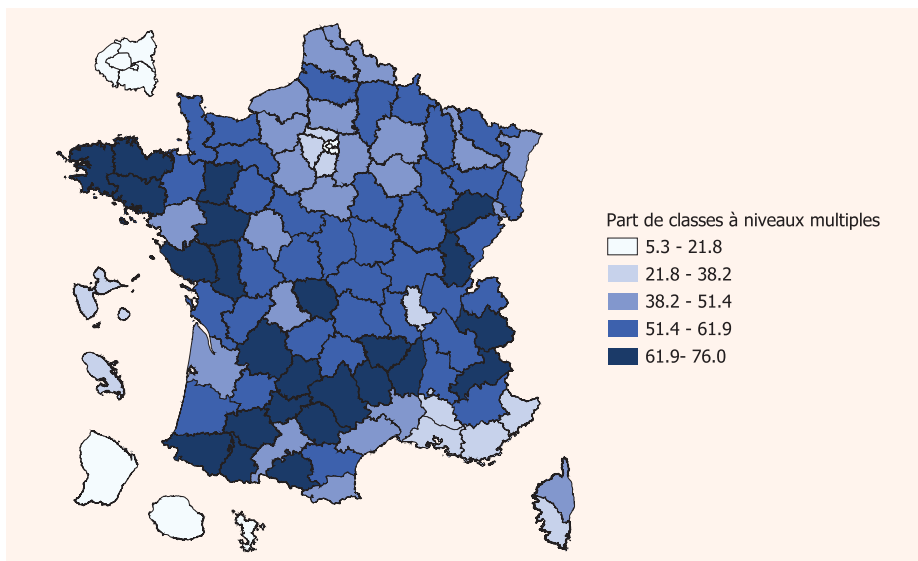 Part de classes à niveaux multiples
5.3 - 21.8
21.8 - 38.2
38.2 - 51.4
51.4 - 61.9
61.9- 76.0